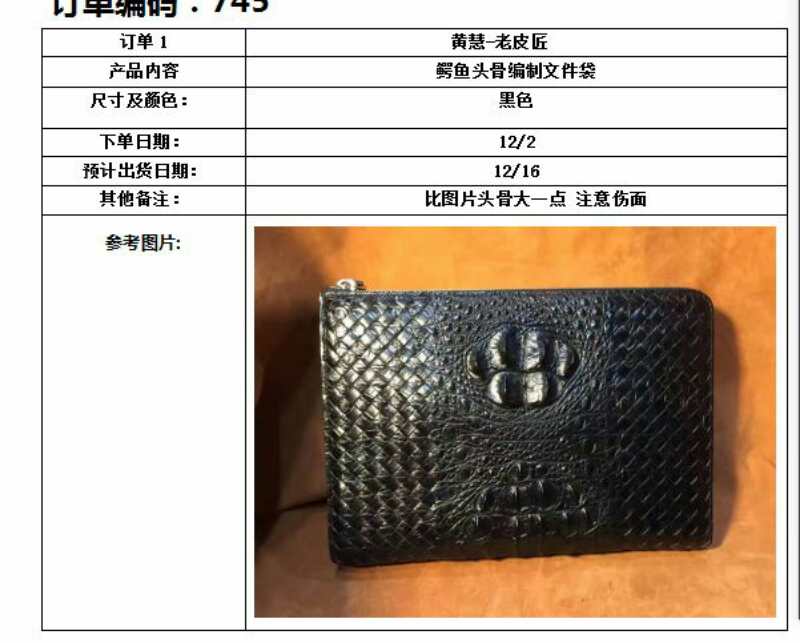 订单编码：745
订单 1 黄慧-老皮匠
产品内容 鳄鱼头骨编制文件袋
尺寸及颜色： 黑色
下单日期： 12/2
预计出货日期: 12/16
其他备注： 比图片头骨大一点 注意伤面
参考图片: